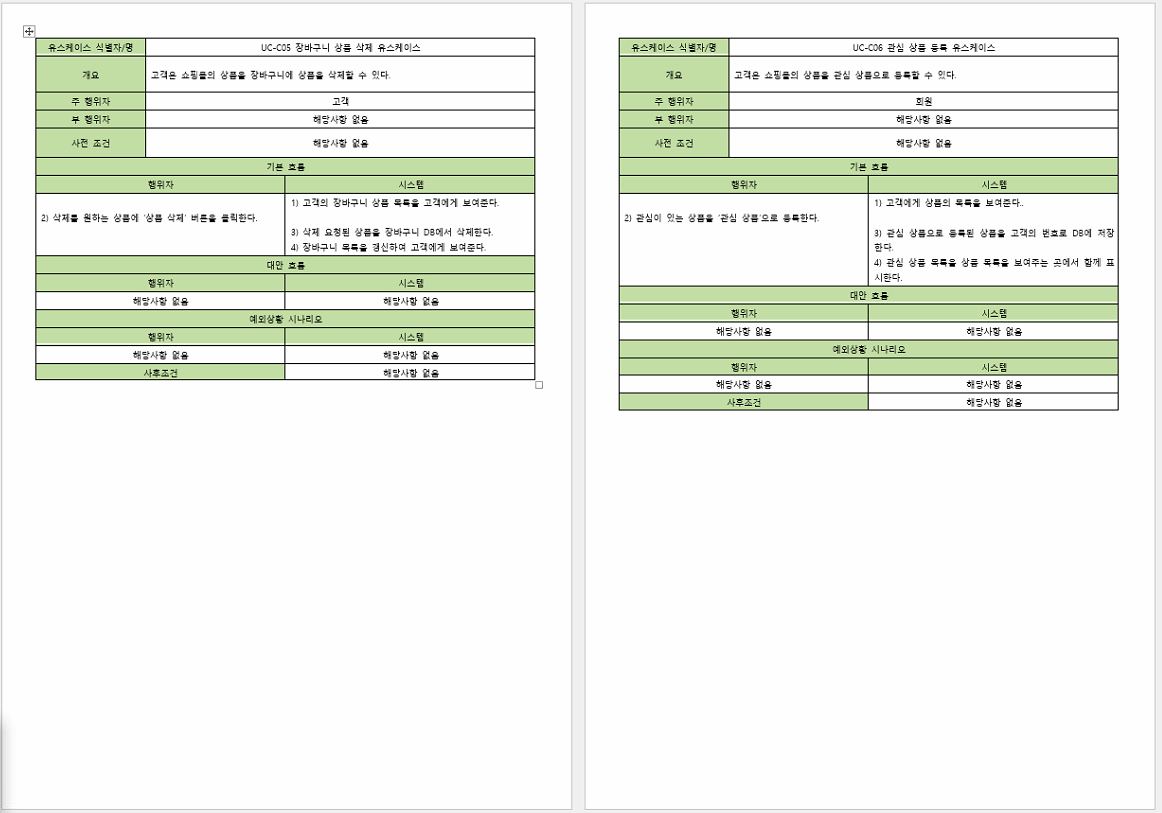 유스케이스 식별자/명 UC-C05 장바구니 상품 삭제 유스케이스
개요 고객은 쇼핑몰의 상품을 장바구니에 상품을 삭제할 수 있다.
주 행위자 고객
부 행위자 해당사항 없음
사전 조건 해당사항 없음
기본 흐름
행위자 시스템
1) 고객의 장바구니 상품 목록을 고객에게 보여준다.
2) 삭제를 원하는 상품에 '상품 삭제' 버튼을 클릭한다.
3) 삭제 요청된 상품을 장바구니 DB에서 삭제한다.
4) 장바구니 목록을 갱신하여 고객에게 보여준다.
대안 흐름
행위자 시스템
해당사항 없음 해당사항 없음
예외상황 시나리오
행위자 시스템
해당사항 없음 해당사항 없음
사후조건 해당사항 없음
유스케이스 식별자/명 UC-C06 관심 상품 등록 유스케이스
개요 고객은 쇼핑몰의 상품을 관심 상품으로 등록할 수 있다.
주 행위자 회원
부 행위자 해당사항 없음
사전 조건 해당사항 없음
기본 흐름
행위자 시스템
1) 고객에게 상품의 목록을 보여준다..
2) 관심이 있는 상품을 '관심 상품'으로 등록한다.
3) 관심 상품으로 등록된 상품을 고객의 번호로 DB에 저장
한다.
4) 관심 상품 목록을 상품 목록을 보여주는 곳에서 함께 표
시한다.
대안 흐름
행위자 시스템
해당사항 없음 해당사항 없음
예외상황 시나리오
행위자 시스템
해당사항 없음 해당사항 없음
사후조건 해당사항 없음